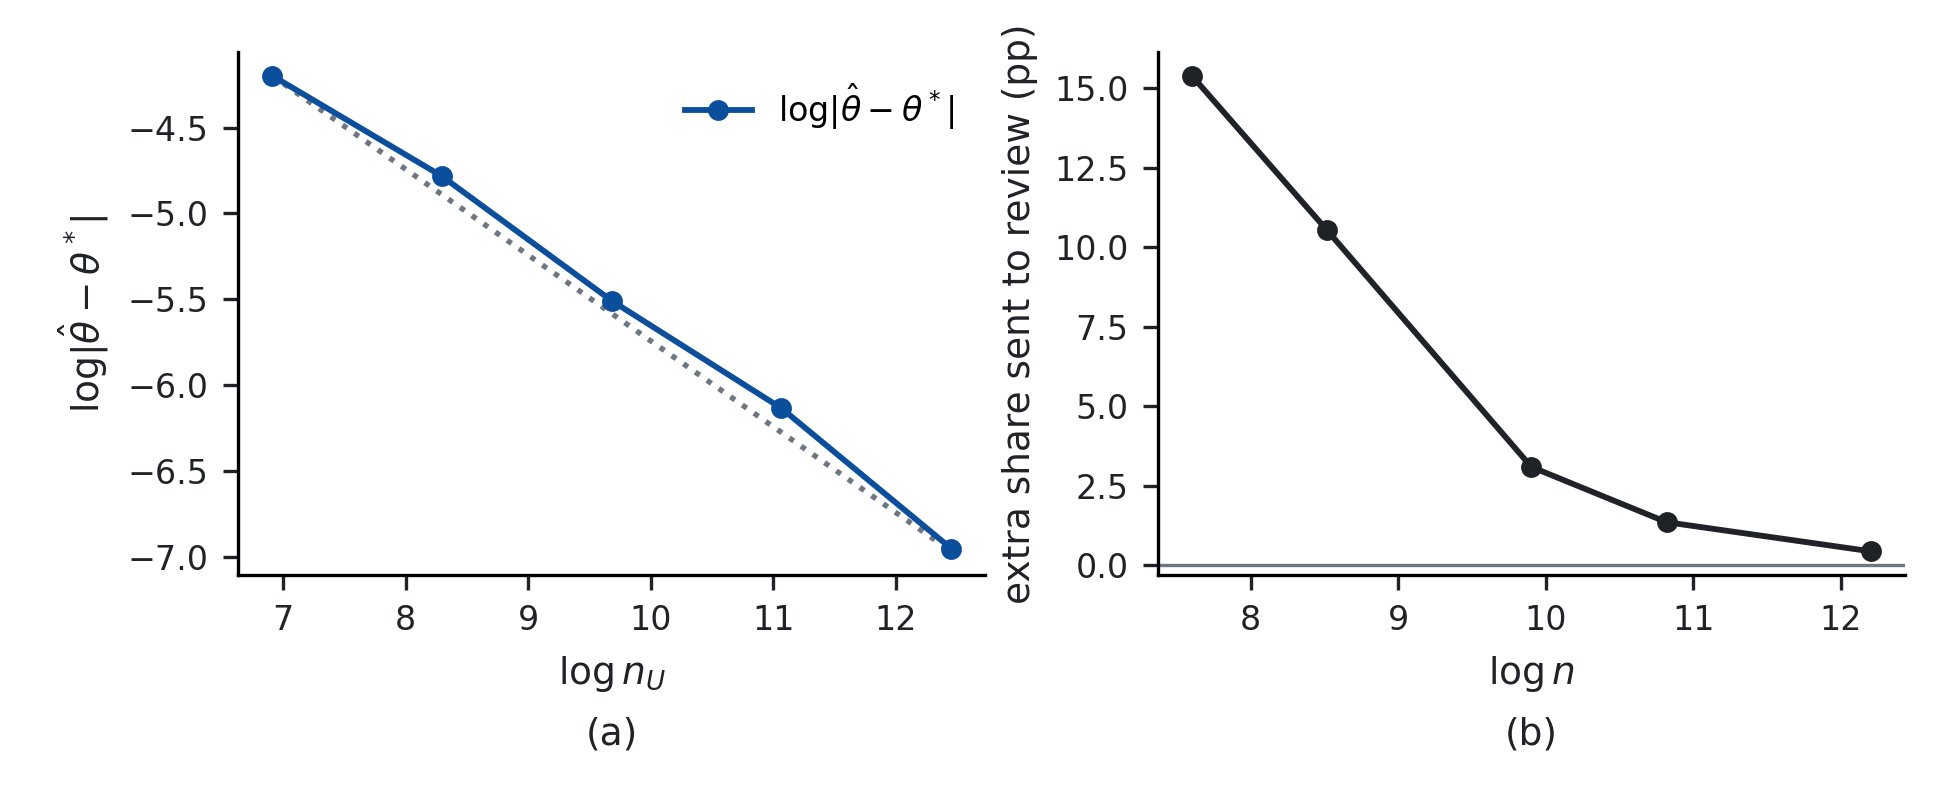 log|θ̂ − θ*|
−4.5
−5.0
−5.5
−6.0
−6.5
−7.0
log|θ̂ − θ*|
7 8 9 10 11 12
log n_U
(a)
extra share sent to review (pp)
15.0
12.5
10.0
7.5
5.0
2.5
0.0
8 9 10 11 12
log n
(b)